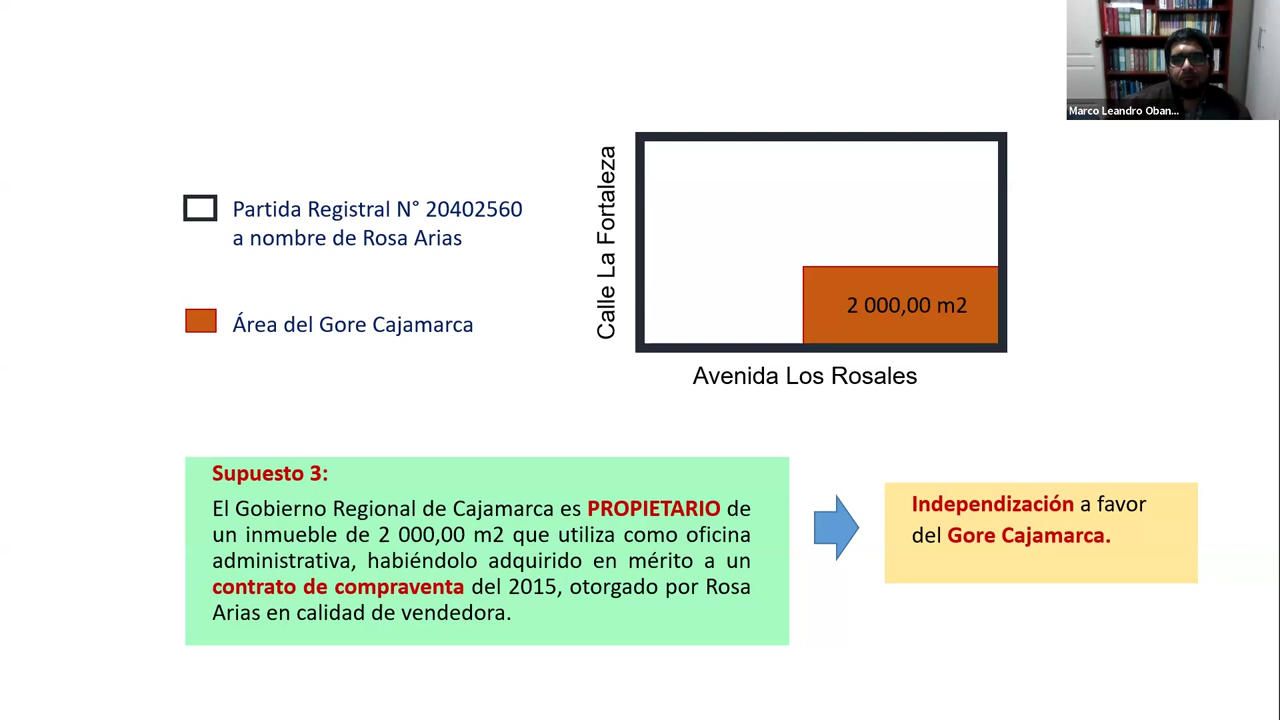 Marco Leandro Oban...
Calle La Fortaleza
Partida Registral N° 20402560
a nombre de Rosa Arias
Área del Gore Cajamarca
2 000,00 m2
Avenida Los Rosales
Supuesto 3:
El Gobierno Regional de Cajamarca es PROPIETARIO de
un inmueble de 2 000,00 m2 que utiliza como oficina
administrativa, habiéndolo adquirido en mérito a un
contrato de compraventa del 2015, otorgado por Rosa
Arias en calidad de vendedora.
Independización a favor
del Gore Cajamarca.